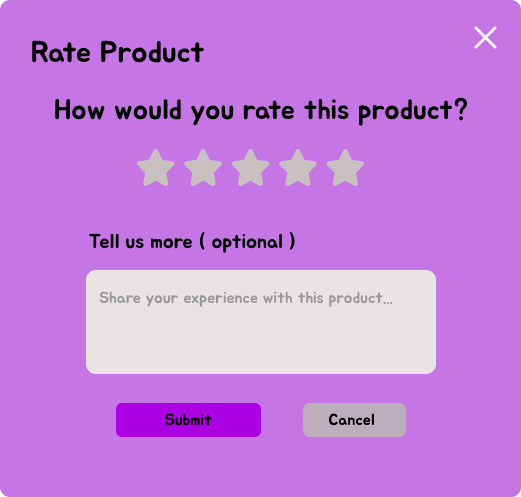 Rate Product
How would you rate this product?
Tell us more ( optional )
Share your experience with this product...
Submit
Cancel